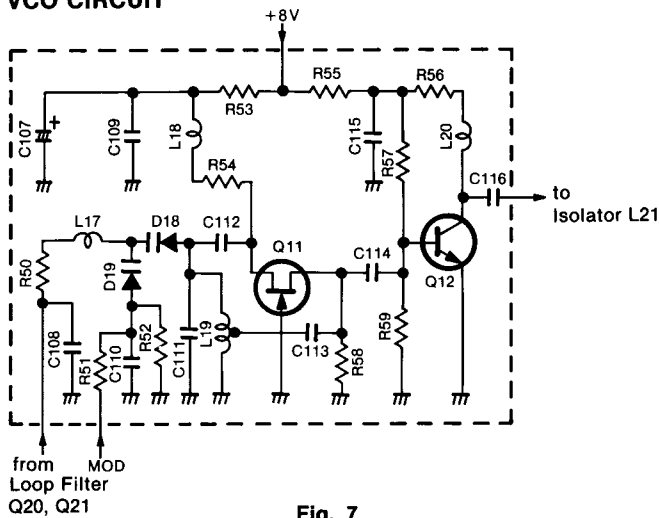 VCO CIRCUIT
+8V
R55
R56
R53
L18
C107
+
C109
C115
R57
L20
R54
C116
to
Isolator L21
L17
D18
C112
Q11
C114
Q12
R50
D19
C108
R51
C110
R52
C111
L19
C113
R58
R59
from
Loop Filter
Q20, Q21
MOD
Fig. 7